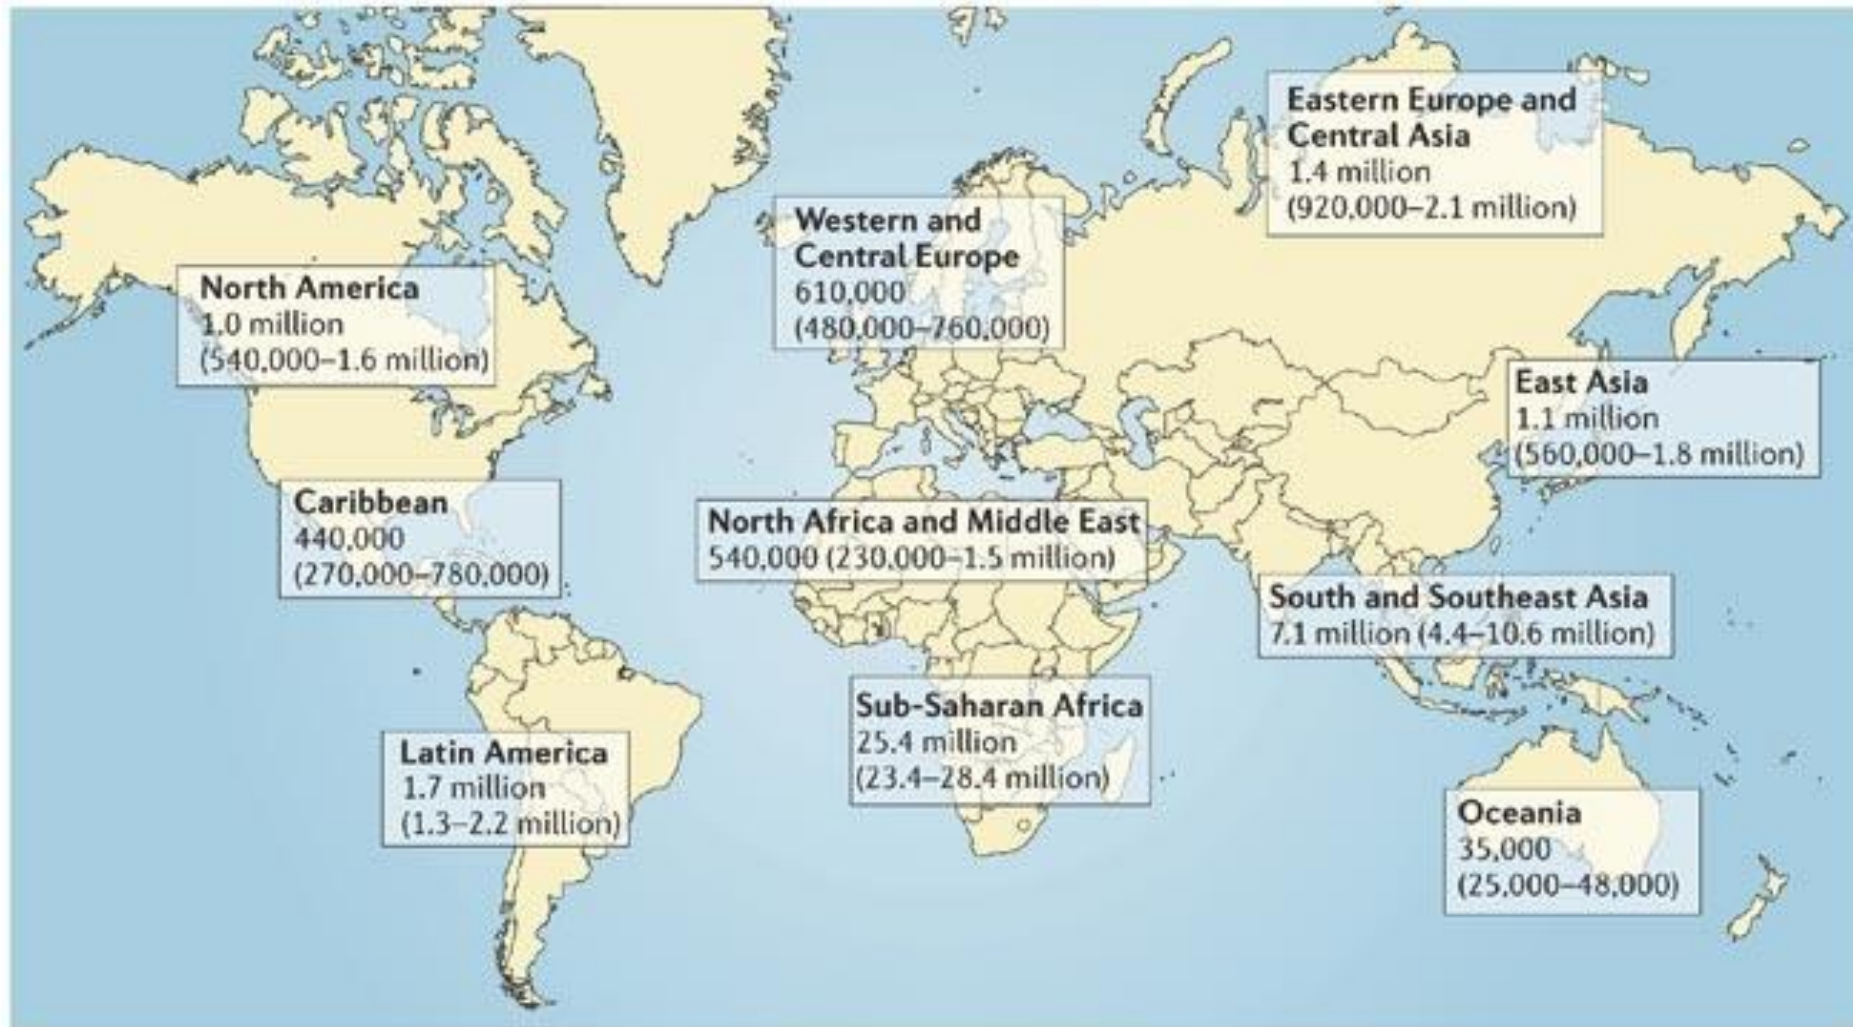 Eastern Europe and
Central Asia
1.4 million
(920,000–2.1 million)
Western and
Central Europe
610,000
(480,000–760,000)
North America
1.0 million
(540,000–1.6 million)
East Asia
1.1 million
(560,000–1.8 million)
Caribbean
440,000
(270,000–780,000)
North Africa and Middle East
540,000 (230,000–1.5 million)
South and Southeast Asia
7.1 million (4.4–10.6 million)
Sub-Saharan Africa
25.4 million
(23.4–28.4 million)
Latin America
1.7 million
(1.3–2.2 million)
Oceania
35,000
(25,000–48,000)